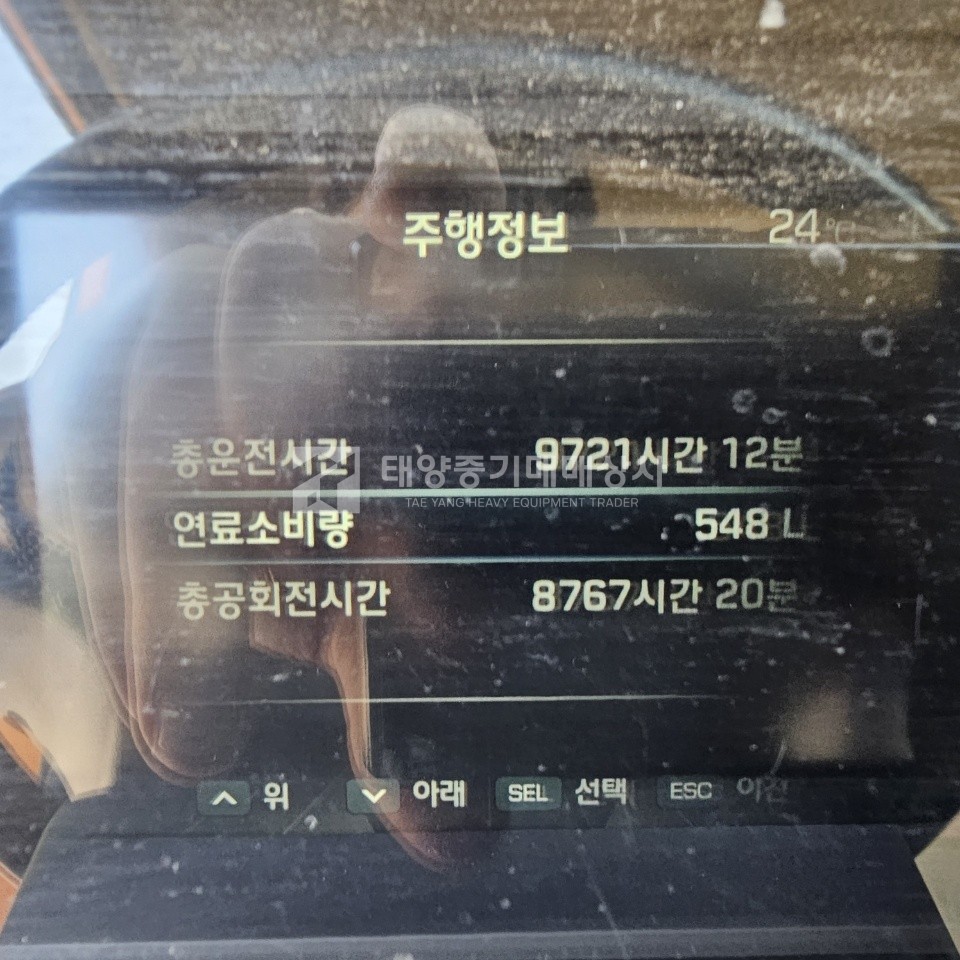 주행정보 24°C
총운전시간 9721시간 12분
태양중기매매상사
TAE YANG HEAVY EQUIPMENT TRADER
연료소비량 548 L
총공회전시간 8767시간 20분
위 아래 SEL 선택 ESC 이전